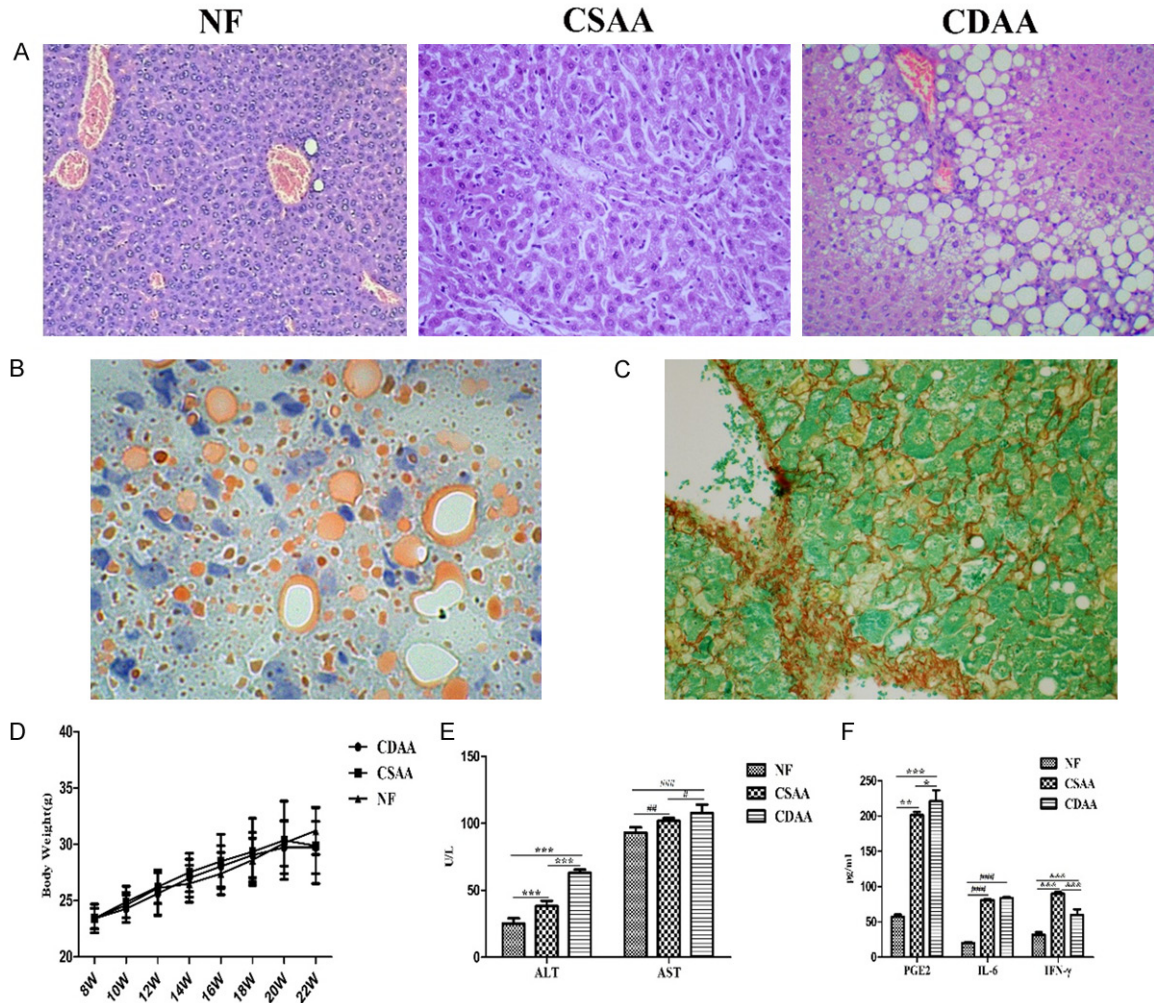 NF CSAA CDAA
A
B
C
D
Body Weight(g)
40
35
30
25
20
8W 10W 12W 14W 16W 18W 20W 22W
CDAA
CSAA
NF
E
U/L
150
100
50
0
***
***
***
###
##
#
ALT AST
NF
CSAA
CDAA
F
pg/ml
250
200
150
100
50
0
***
*
**
&&&
&&& &&&
PGE2 IL-6 IFN-γ
NF
CSAA
CDAA